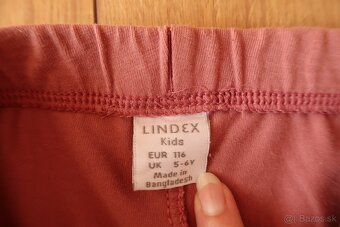 LINDEX
Kids
EUR 116
UK 5-6Y
Made in
Bangladesh
Bazos.sk